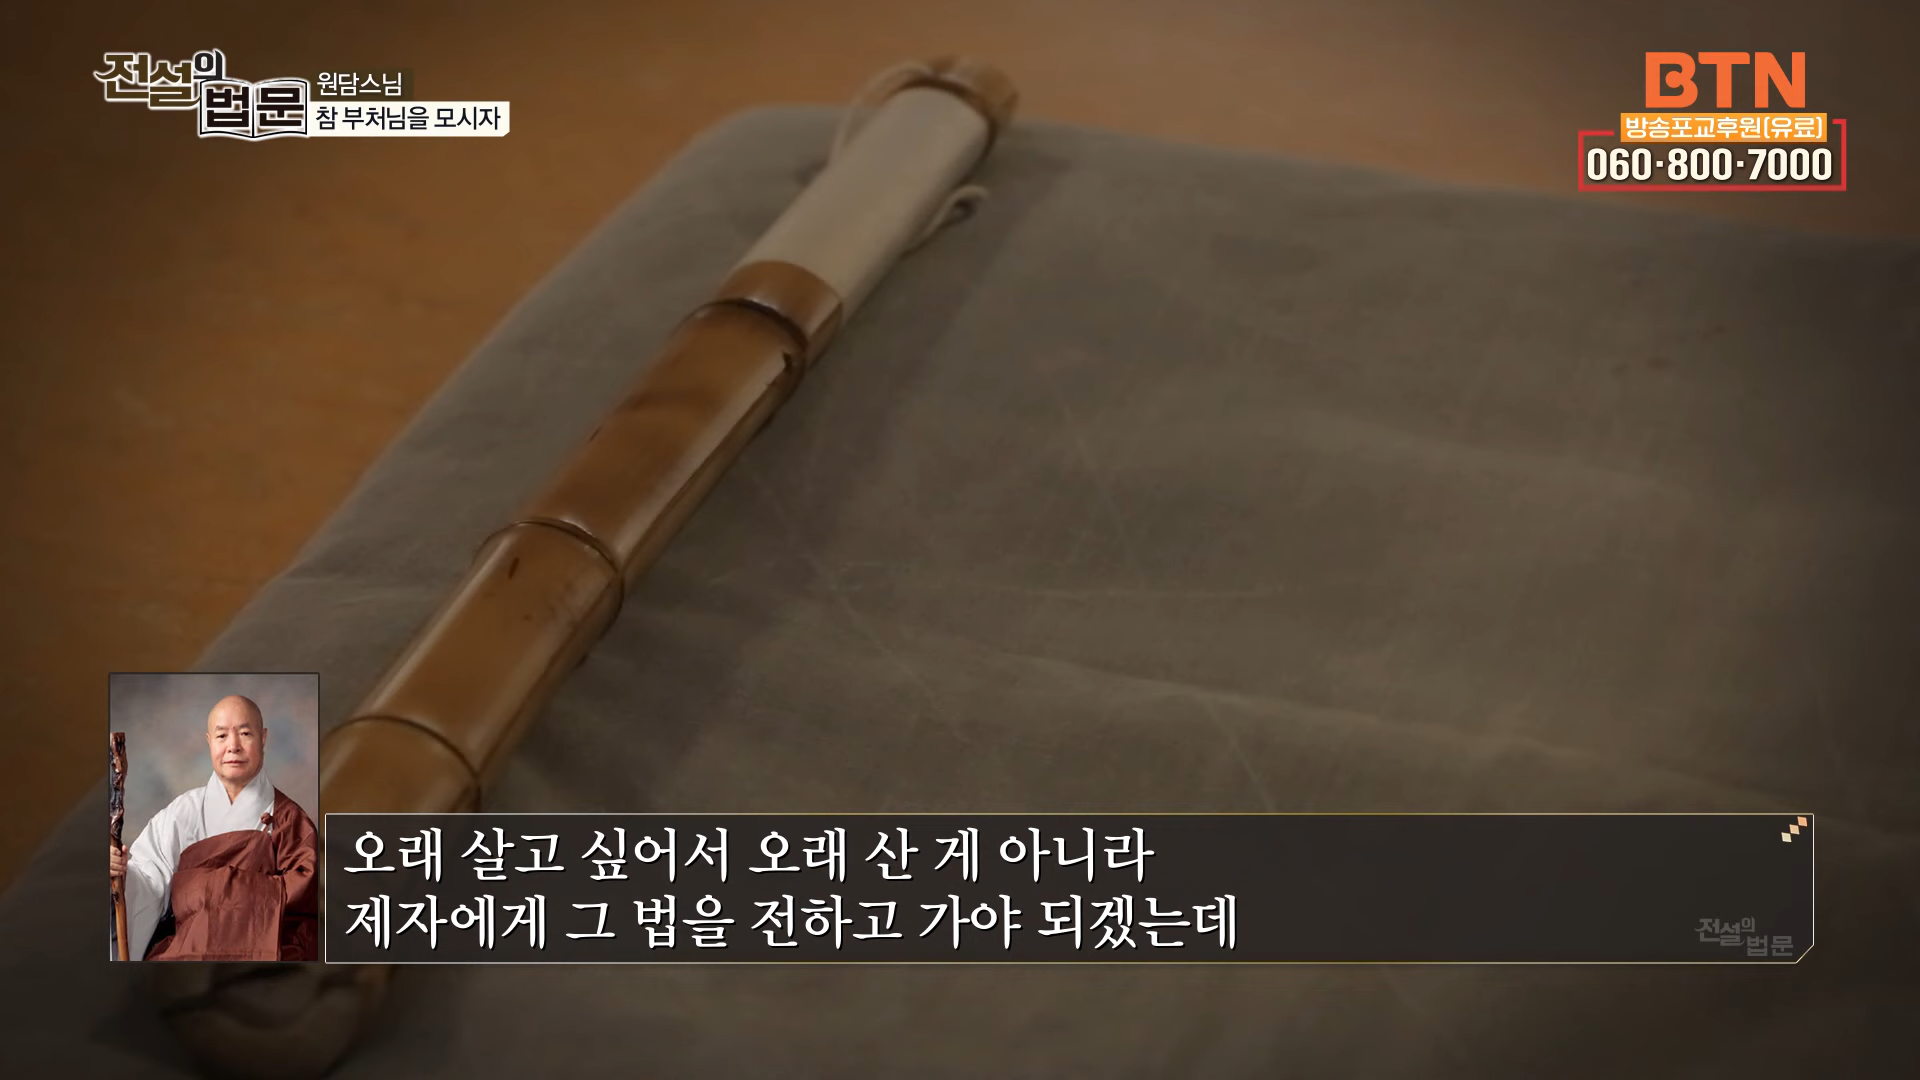 전설의 법문
원담스님
참 부처님을 모시자
BTN
방송포교후원(유료)
060·800·7000
오래 살고 싶어서 오래 산 게 아니라
제자에게 그 법을 전하고 가야 되겠는데
전설의
법문